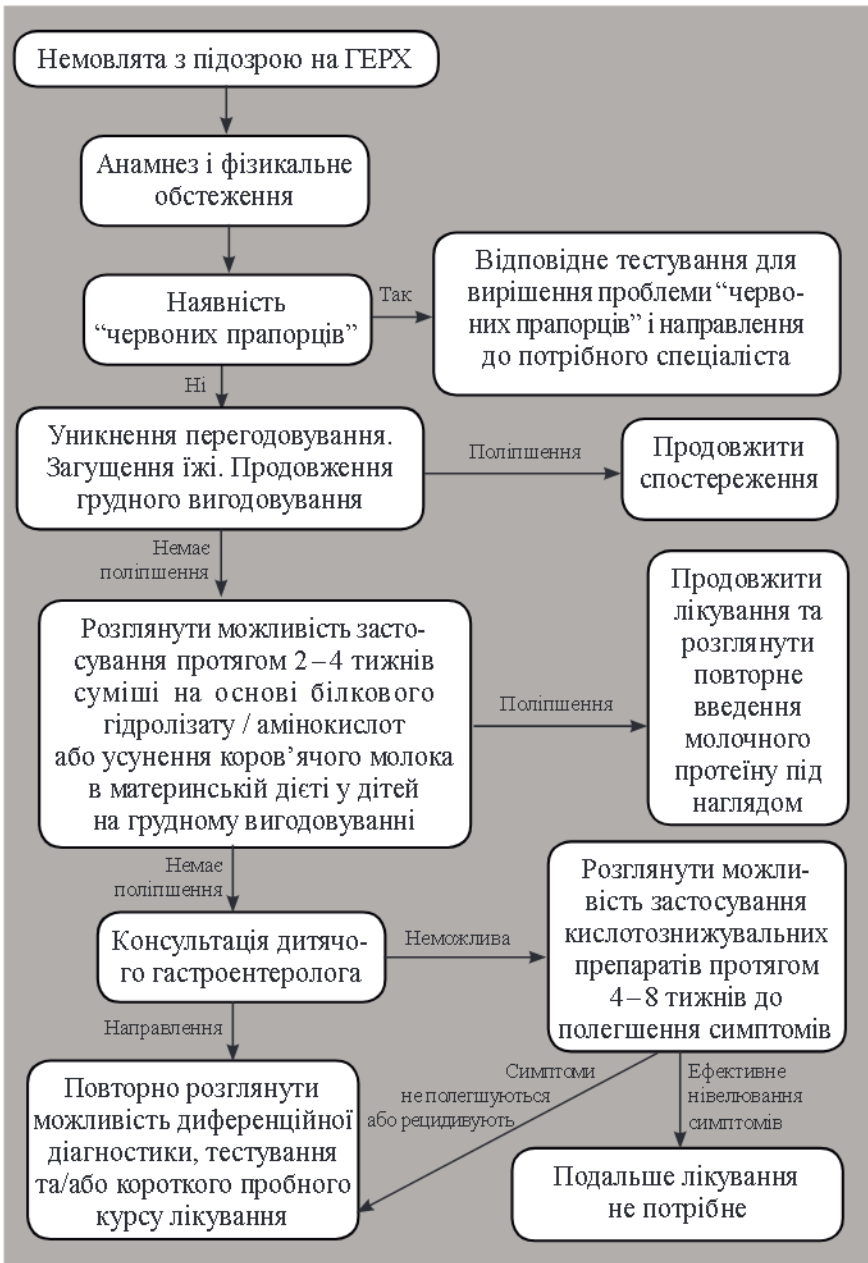 Немовлята з підозрою на ГЕРХ
Анамнез і фізикальне
обстеження
Наявність
“червоних прапорців”
Так
Відповідне тестування для
вирішення проблеми “черво-
них прапорців” і направлення
до потрібного спеціаліста
Ні
Уникнення перегодовування.
Загущення їжі. Продовження
грудного вигодовування
Поліпшення
Продовжити
спостереження
Немає
поліпшення
Розглянути можливість засто-
сування протягом 2–4 тижнів
суміші на основі білкового
гідролізату / амінокислот
або усунення коров’ячого молока
в материнській дієті у дітей
на грудному вигодовуванні
Поліпшення
Продовжити
лікування та
розглянути
повторне
введення
молочного
протеїну під
наглядом
Немає
поліпшення
Консультація дитячо-
го гастроентеролога
Неможлива
Розглянути можли-
вість застосування
кислотознижувальних
препаратів протягом
4–8 тижнів до
полегшення симптомів
Направлення
Повторно розглянути
можливість диференційної
діагностики, тестування
та/або короткого пробного
курсу лікування
Симптоми
не полегшуються
або рецидивують
Ефективне
нівелювання
симптомів
Подальше лікування
не потрібне